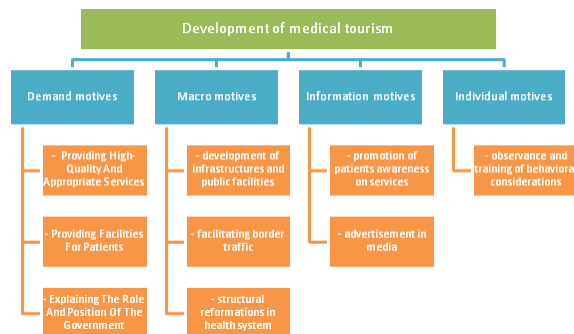 Development of medical tourism
Demand motives
Macro motives
Information motives
Individual motives
- Providing High-
Quality And
Appropriate Services
- Providing Facilities
For Patients
- Explaining The Role
And Position Of The
Government
- development of
infrastructures and
public facilities
- facilitating border
traffic
- structural
reformations in
health system
- promotion of
patients awareness
on services
- advertisement in
media
- observance and
training of behavioral
considerations